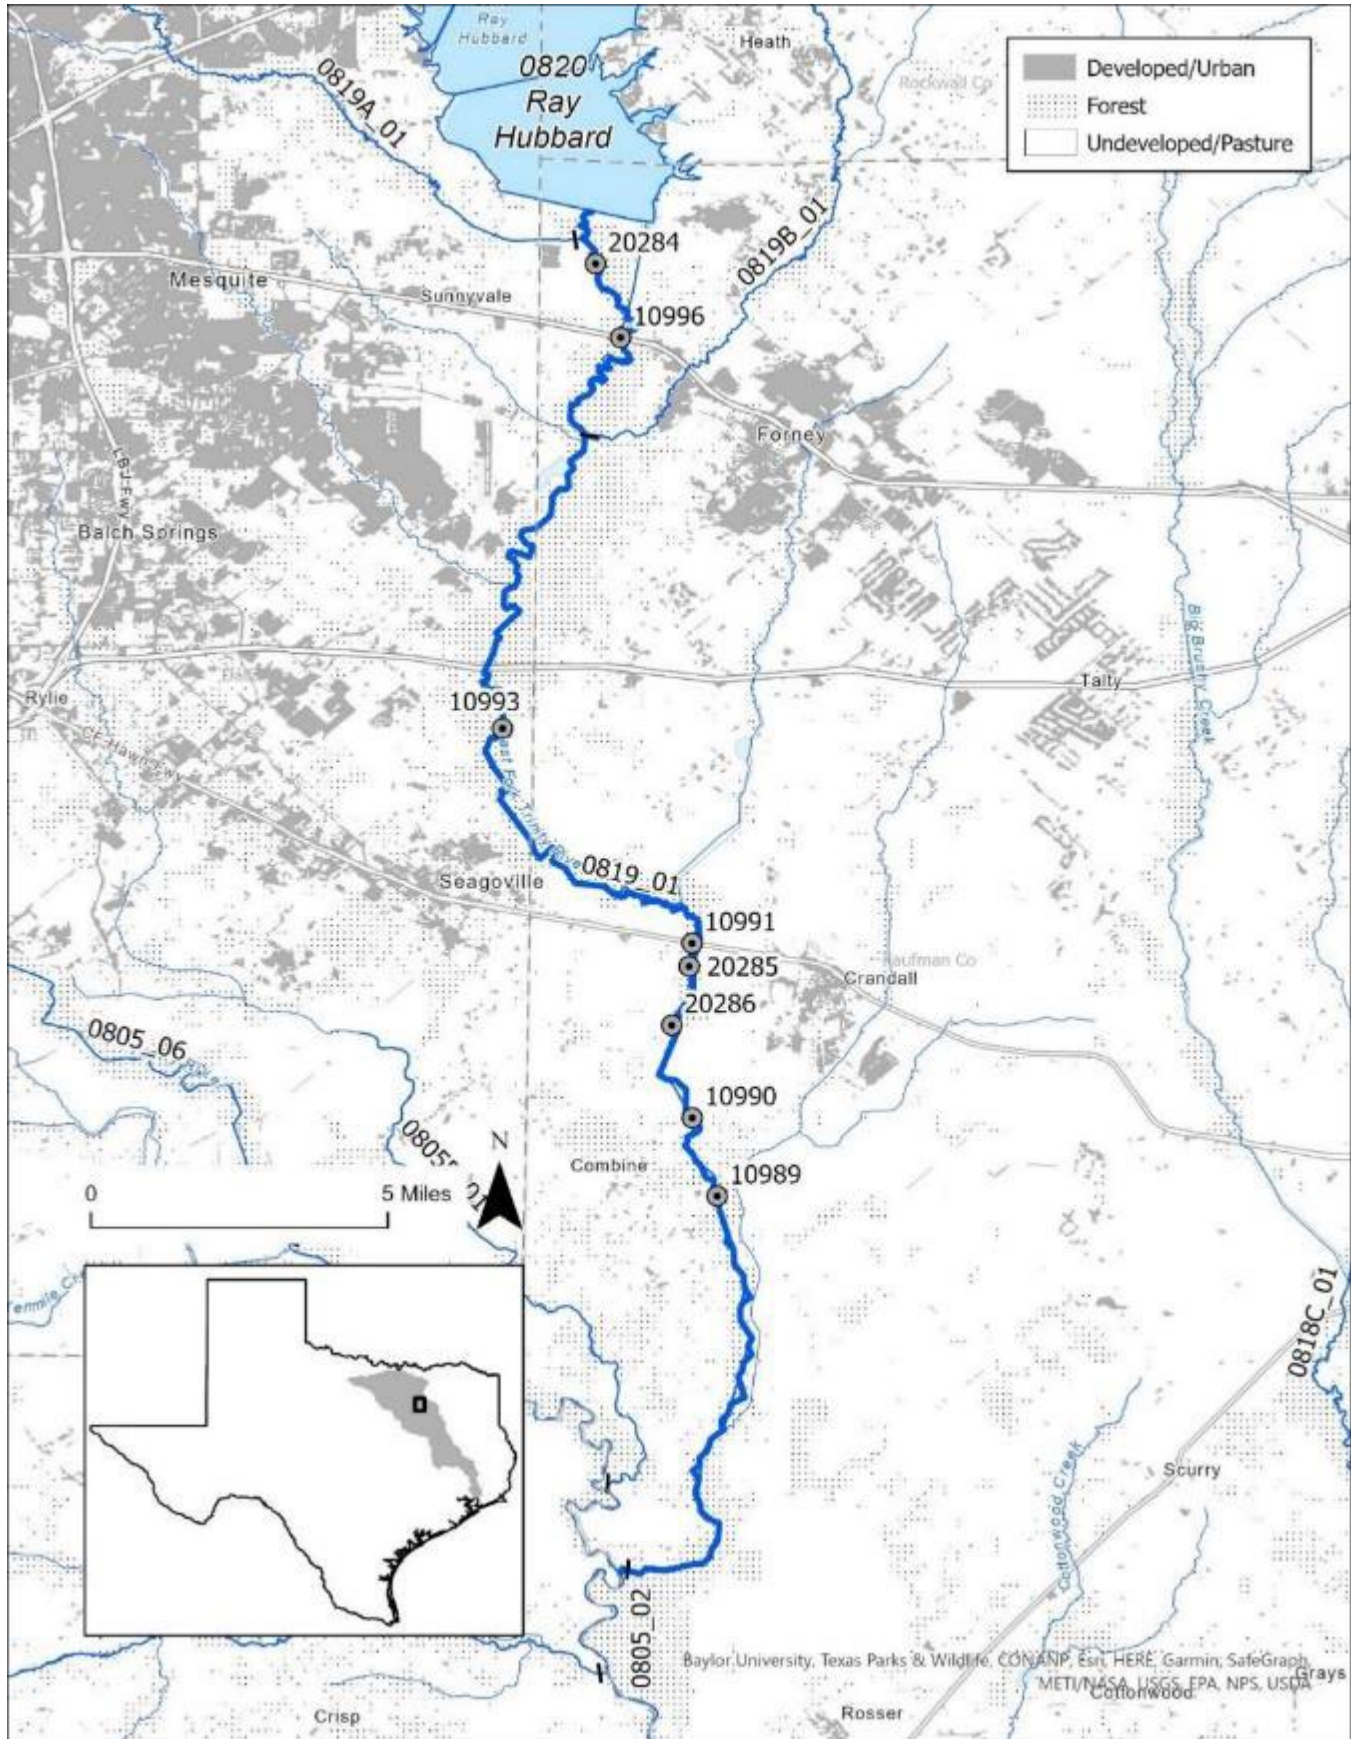 Ray
Hubbard
0820
Ray
Hubbard
Heath
Rockwall Co
Developed/Urban
Forest
Undeveloped/Pasture
0819A_01
0819B_01
20284
Mesquite
Sunnyvale
10996
Forney
LBJ Fwy
Balch Springs
Big Brushy Creek
Talty
Rylie
10993
CF Hawn Fwy
0819_01
Seagoville
10991
20285
Kaufman Co
Crandall
20286
0805_06
10990
N
Combine
10989
0 5 Miles
0818C_01
Scurry
Cottonwood Creek
0805_02
Baylor University, Texas Parks & Wildlife, CONANP, Esri, HERE, Garmin, SafeGraph,
METI/NASA, USGS, EPA, NPS, USDA
Grays
Cottonwood
Crisp
Rosser